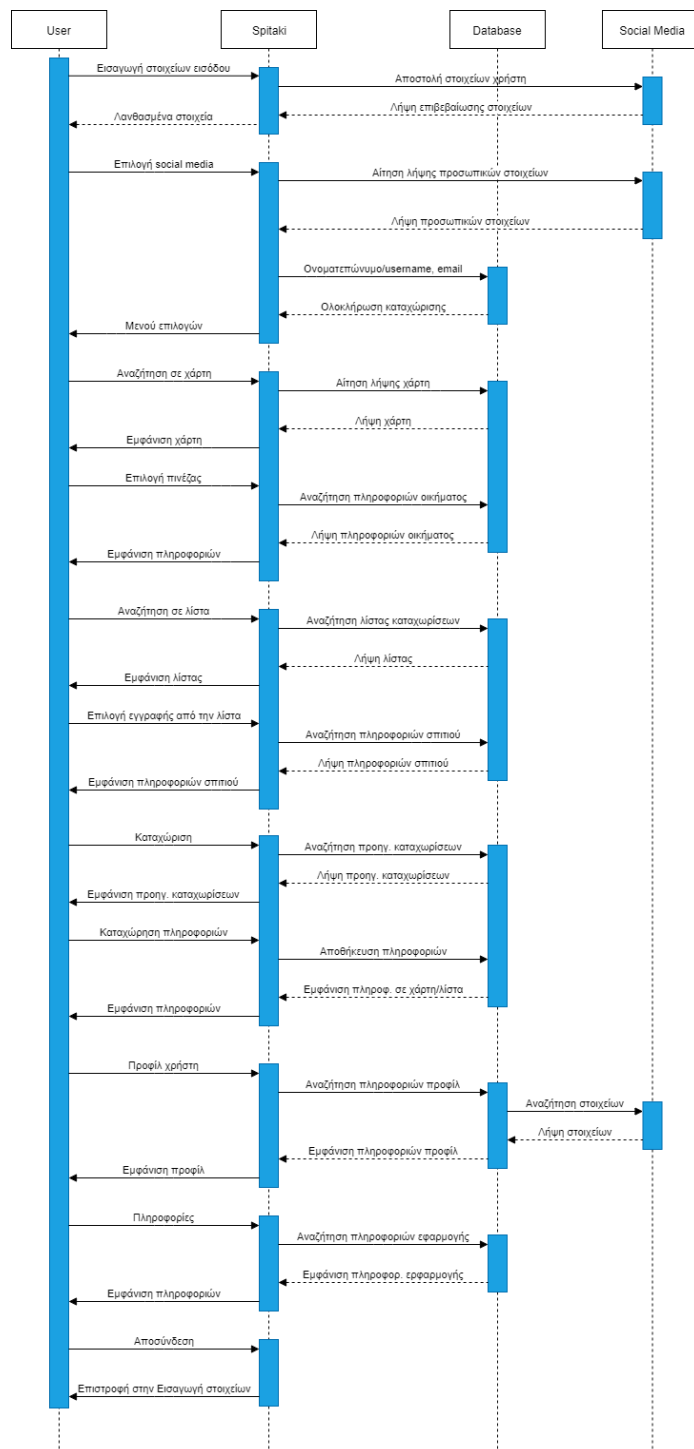 User
Spitaki
Database
Social Media
Εισαγωγή στοιχείων εισόδου
Αποστολή στοιχείων χρήστη
Λήψη επιβεβαίωσης στοιχείων
Λανθασμένα στοιχεία
Επιλογή social media
Αίτηση λήψης προσωπικών στοιχείων
Λήψη προσωπικών στοιχείων
Ονοματεπώνυμο/username, email
Ολοκλήρωση καταχώρισης
Μενού επιλογών
Αναζήτηση σε χάρτη
Αίτηση λήψης χάρτη
Λήψη χάρτη
Εμφάνιση χάρτη
Επιλογή πινέζας
Αναζήτηση πληροφοριών οικήματος
Λήψη πληροφοριών οικήματος
Εμφάνιση πληροφοριών
Αναζήτηση σε λίστα
Αναζήτηση λίστας καταχωρίσεων
Λήψη λίστας
Εμφάνιση λίστας
Επιλογή εγγραφής από την λίστα
Αναζήτηση πληροφοριών σπιτιού
Λήψη πληροφοριών σπιτιού
Εμφάνιση πληροφοριών σπιτιού
Καταχώριση
Αναζήτηση προηγ. καταχωρίσεων
Λήψη προηγ. καταχωρίσεων
Εμφάνιση προηγ. καταχωρίσεων
Καταχώρηση πληροφοριών
Αποθήκευση πληροφοριών
Εμφάνιση πληροφ. σε χάρτη/λίστα
Εμφάνιση πληροφοριών
Προφίλ χρήστη
Αναζήτηση πληροφοριών προφίλ
Αναζήτηση στοιχείων
Λήψη στοιχείων
Εμφάνιση πληροφοριών προφίλ
Εμφάνιση προφίλ
Πληροφορίες
Αναζήτηση πληροφοριών εφαρμογής
Εμφάνιση πληροφορ. ερφαρμογής
Εμφάνιση πληροφοριών
Αποσύνδεση
Επιστροφή στην Εισαγωγή στοιχείων